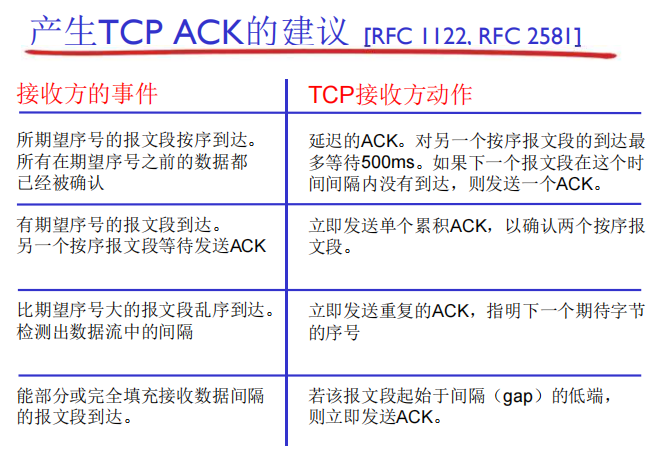 产生TCP ACK的建议 [RFC 1122, RFC 2581]
接收方的事件
TCP接收方动作
所期望序号的报文段按序到达。
所有在期望序号之前的数据都
已经被确认
延迟的ACK。对另一个按序报文段的到达最
多等待500ms。如果下一个报文段在这个时
间间隔内没有到达，则发送一个ACK。
有期望序号的报文段到达。
另一个按序报文段等待发送ACK
立即发送单个累积ACK，以确认两个按序报
文段。
比期望序号大的报文段乱序到达。
检测出数据流中的间隔
立即发送重复的ACK，指明下一个期待字节
的序号
能部分或完全填充接收数据间隔
的报文段到达。
若该报文段起始于间隔（gap）的低端，
则立即发送ACK。